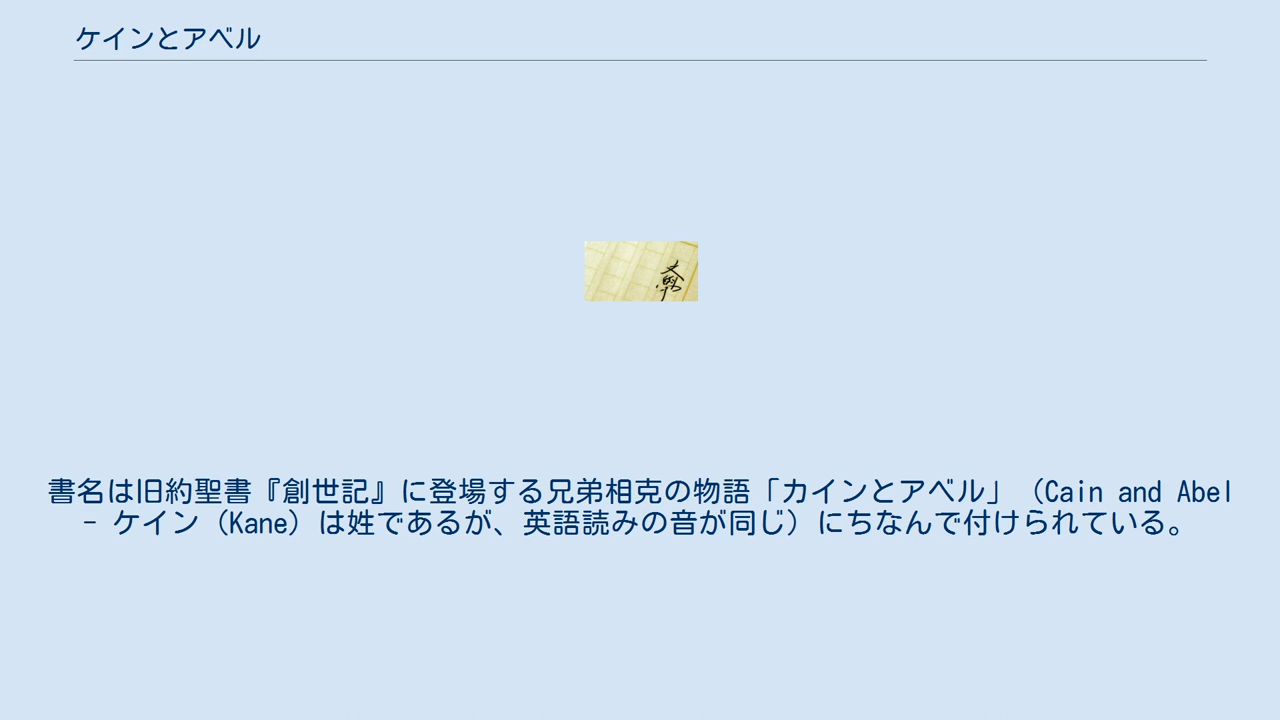 ケインとアベル
書名は旧約聖書『創世記』に登場する兄弟相克の物語「カインとアベル」（Cain and Abel
- ケイン（Kane）は姓であるが、英語読みの音が同じ）にちなんで付けられている。